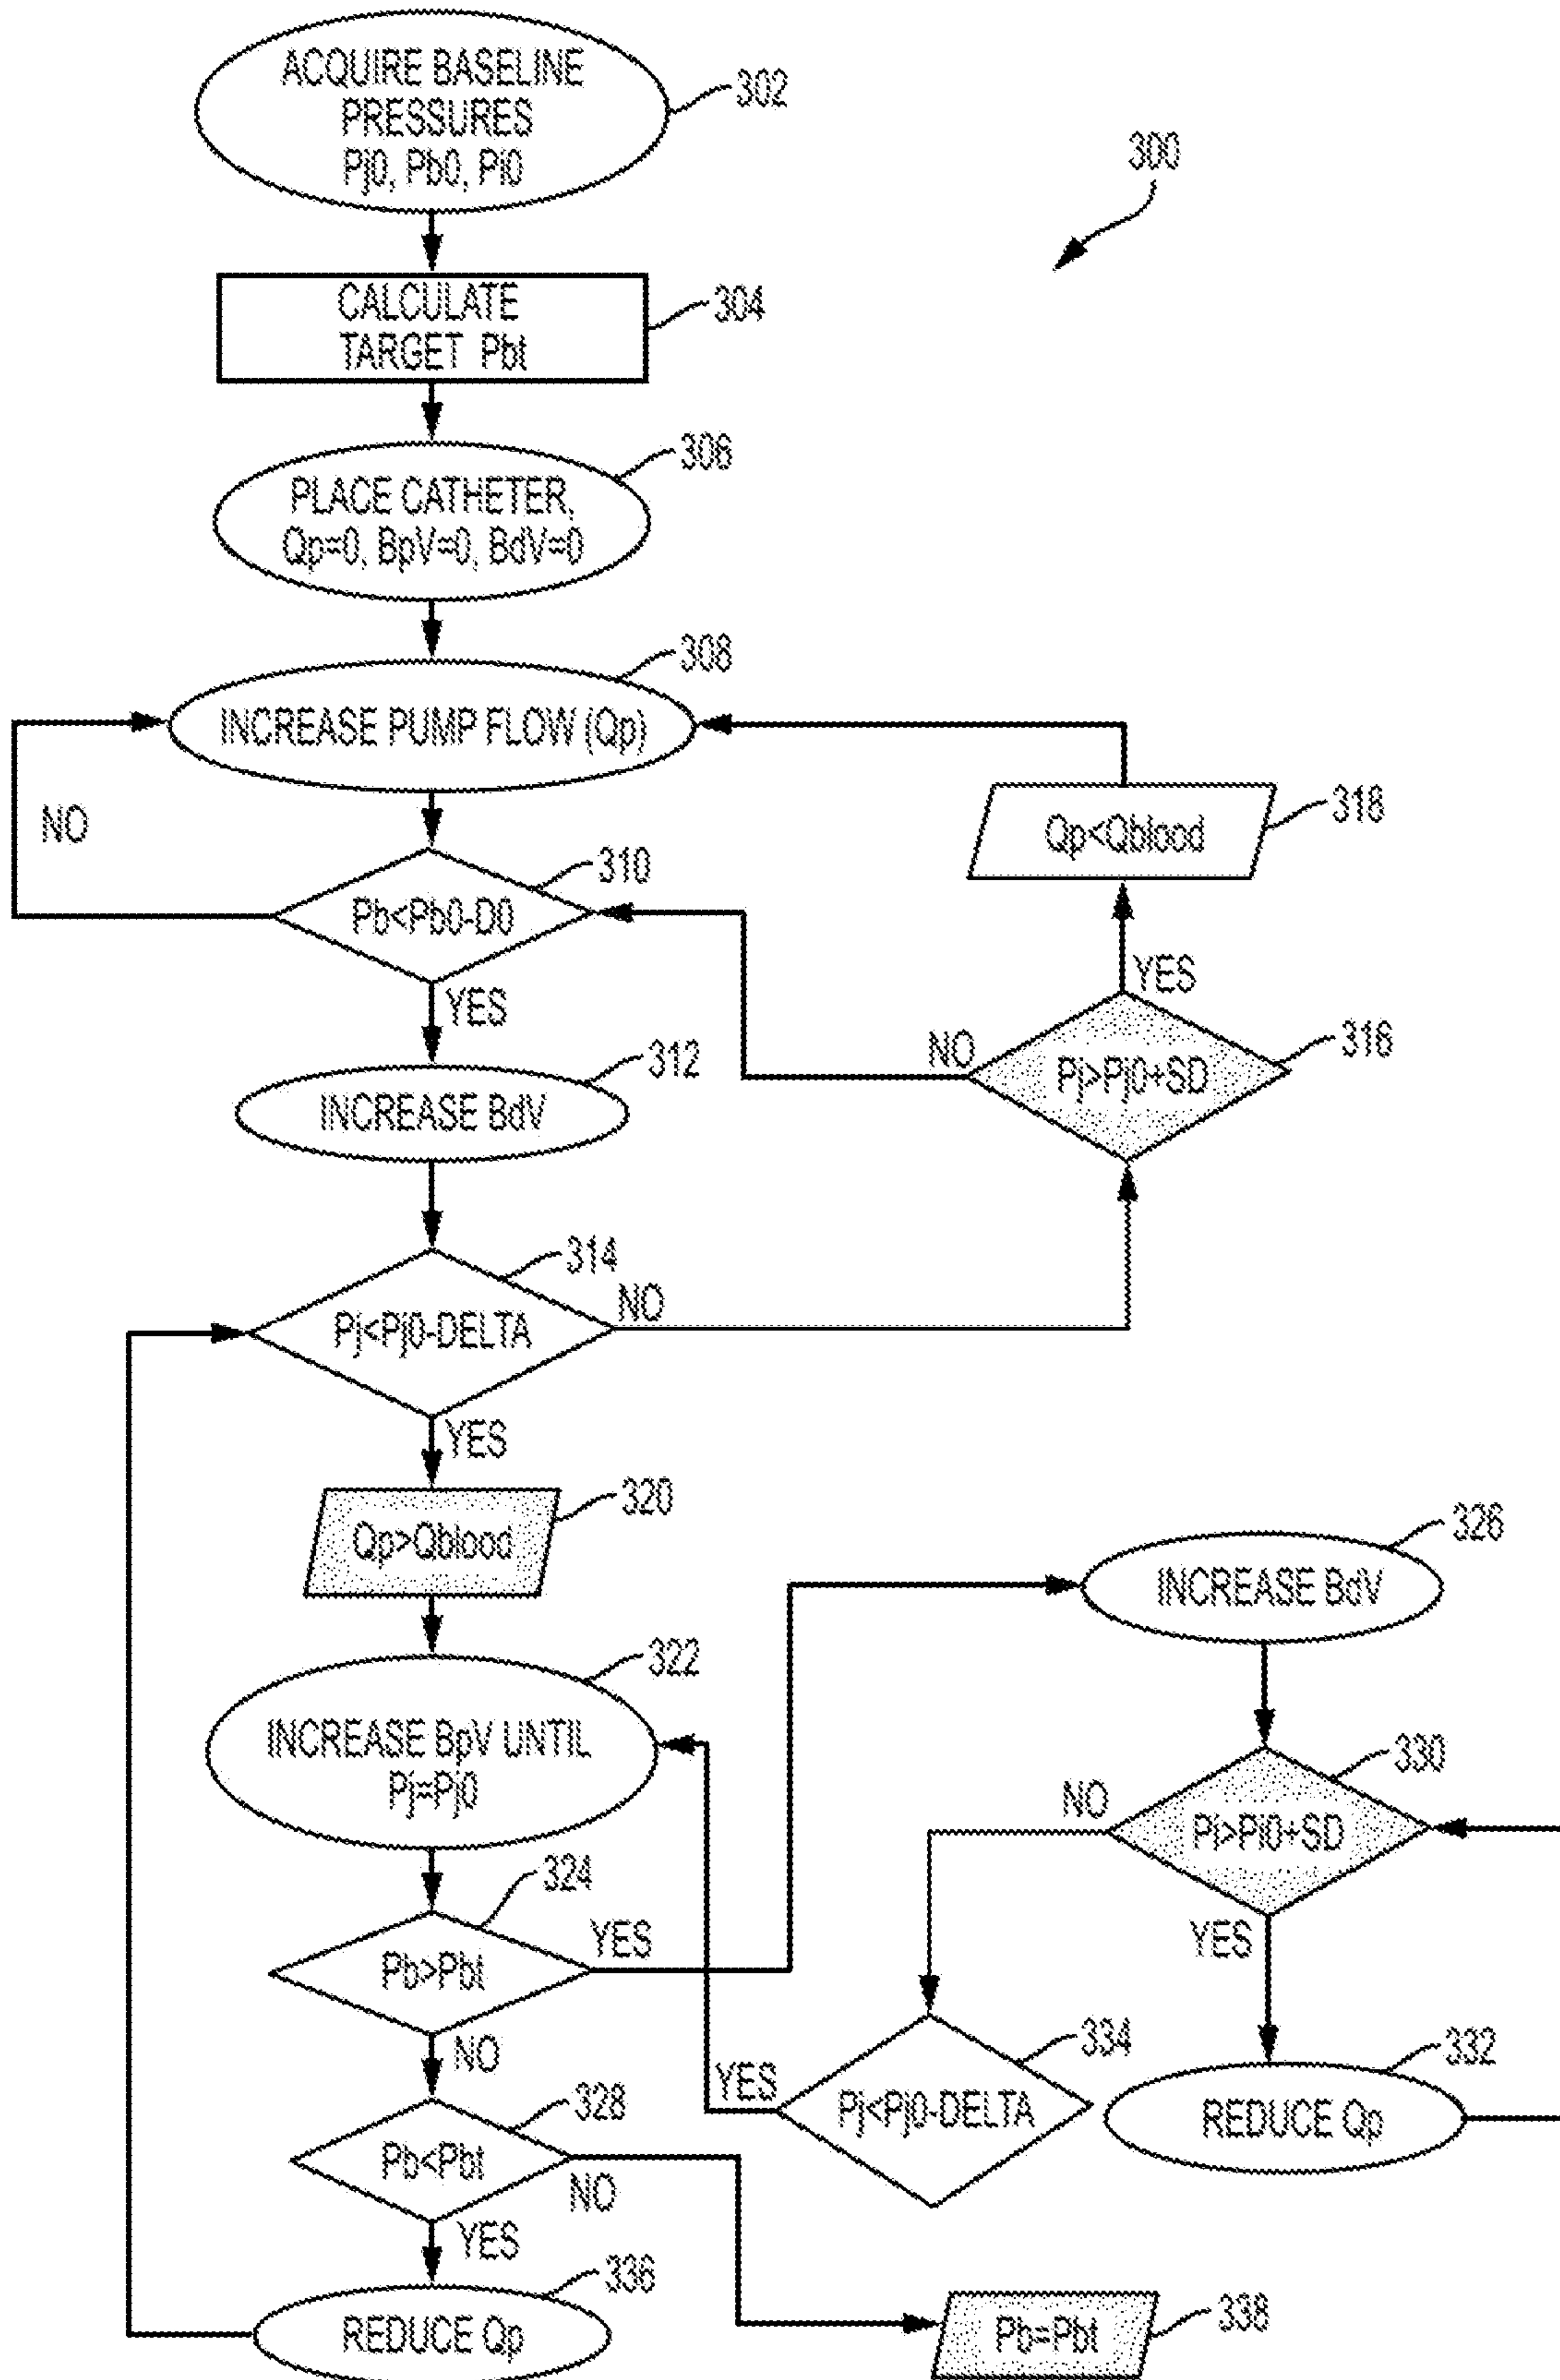 ACQUIRE BASELINE
PRESSURES
Pj0, Pb0, Pi0
302
300
CALCULATE
TARGET Pbt
304
PLACE CATHETER,
Qp=0, BpV=0, BdV=0
306
INCREASE PUMP FLOW (Qp)
308
NO
Pb<Pb0-D0
310
YES
Qp<Qblood
318
YES
INCREASE BdV
312
NO
Pj>Pj0+SD
316
Pj<Pj0-DELTA
314
NO
YES
Qp>Qblood
320
INCREASE BdV
326
INCREASE BpV UNTIL
Pj=Pj0
322
NO
Pi>Pi0+SD
330
YES
Pb>Pbt
324
YES
NO
YES
Pj<Pj0-DELTA
334
REDUCE Qp
332
Pb<Pbt
328
NO
YES
REDUCE Qp
336
Pb=Pbt
338